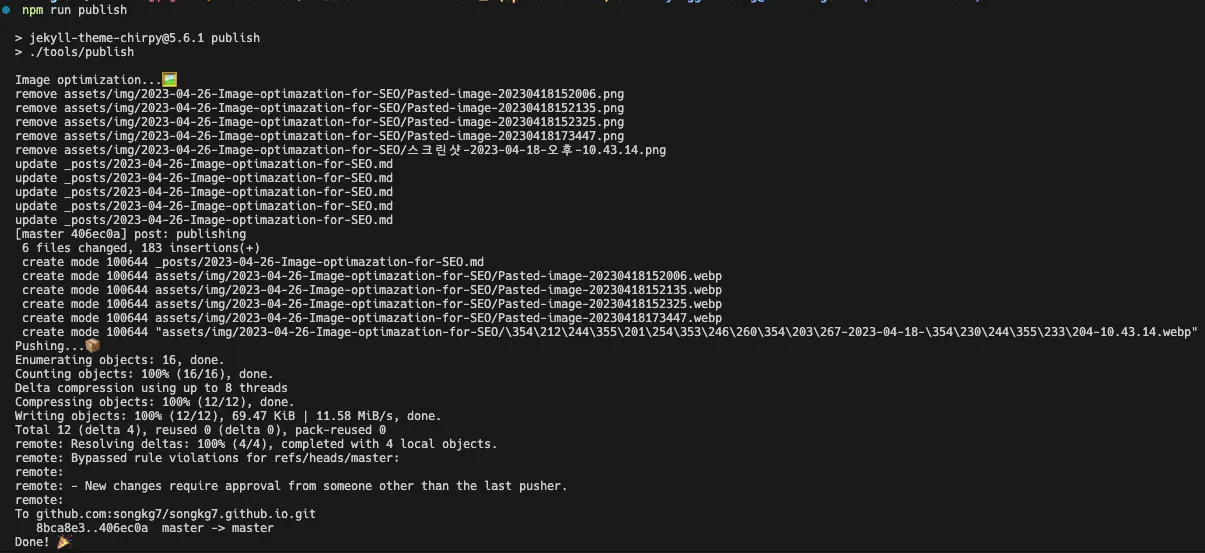 npm run publish
> jekyll-theme-chirpy@5.6.1 publish
> ./tools/publish
Image optimization...🖼️
remove assets/img/2023-04-26-Image-optimazation-for-SEO/Pasted-image-20230418152006.png
remove assets/img/2023-04-26-Image-optimazation-for-SEO/Pasted-image-20230418152135.png
remove assets/img/2023-04-26-Image-optimazation-for-SEO/Pasted-image-20230418152325.png
remove assets/img/2023-04-26-Image-optimazation-for-SEO/Pasted-image-20230418173447.png
remove assets/img/2023-04-26-Image-optimazation-for-SEO/스크린샷-2023-04-18-오후-10.43.14.png
update _posts/2023-04-26-Image-optimazation-for-SEO.md
update _posts/2023-04-26-Image-optimazation-for-SEO.md
update _posts/2023-04-26-Image-optimazation-for-SEO.md
update _posts/2023-04-26-Image-optimazation-for-SEO.md
update _posts/2023-04-26-Image-optimazation-for-SEO.md
[master 406ec0a] post: publishing
6 files changed, 183 insertions(+)
create mode 100644 _posts/2023-04-26-Image-optimazation-for-SEO.md
create mode 100644 assets/img/2023-04-26-Image-optimazation-for-SEO/Pasted-image-20230418152006.webp
create mode 100644 assets/img/2023-04-26-Image-optimazation-for-SEO/Pasted-image-20230418152135.webp
create mode 100644 assets/img/2023-04-26-Image-optimazation-for-SEO/Pasted-image-20230418152325.webp
create mode 100644 assets/img/2023-04-26-Image-optimazation-for-SEO/Pasted-image-20230418173447.webp
create mode 100644 "assets/img/2023-04-26-Image-optimazation-for-SEO/\354\212\244\355\201\254\353\246\260\354\203\267-2023-04-18-\354\230\244\355\233\204-10.43.14.webp"
Pushing...📦
Enumerating objects: 16, done.
Counting objects: 100% (16/16), done.
Delta compression using up to 8 threads
Compressing objects: 100% (12/12), done.
Writing objects: 100% (12/12), 69.47 KiB | 11.58 MiB/s, done.
Total 12 (delta 4), reused 0 (delta 0), pack-reused 0
remote: Resolving deltas: 100% (4/4), completed with 4 local objects.
remote: Bypassed rule violations for refs/heads/master:
remote:
remote: - New changes require approval from someone other than the last pusher.
remote:
To github.com:songkg7/songkg7.github.io.git
8bca8e3..406ec0a master -> master
Done! 🎉